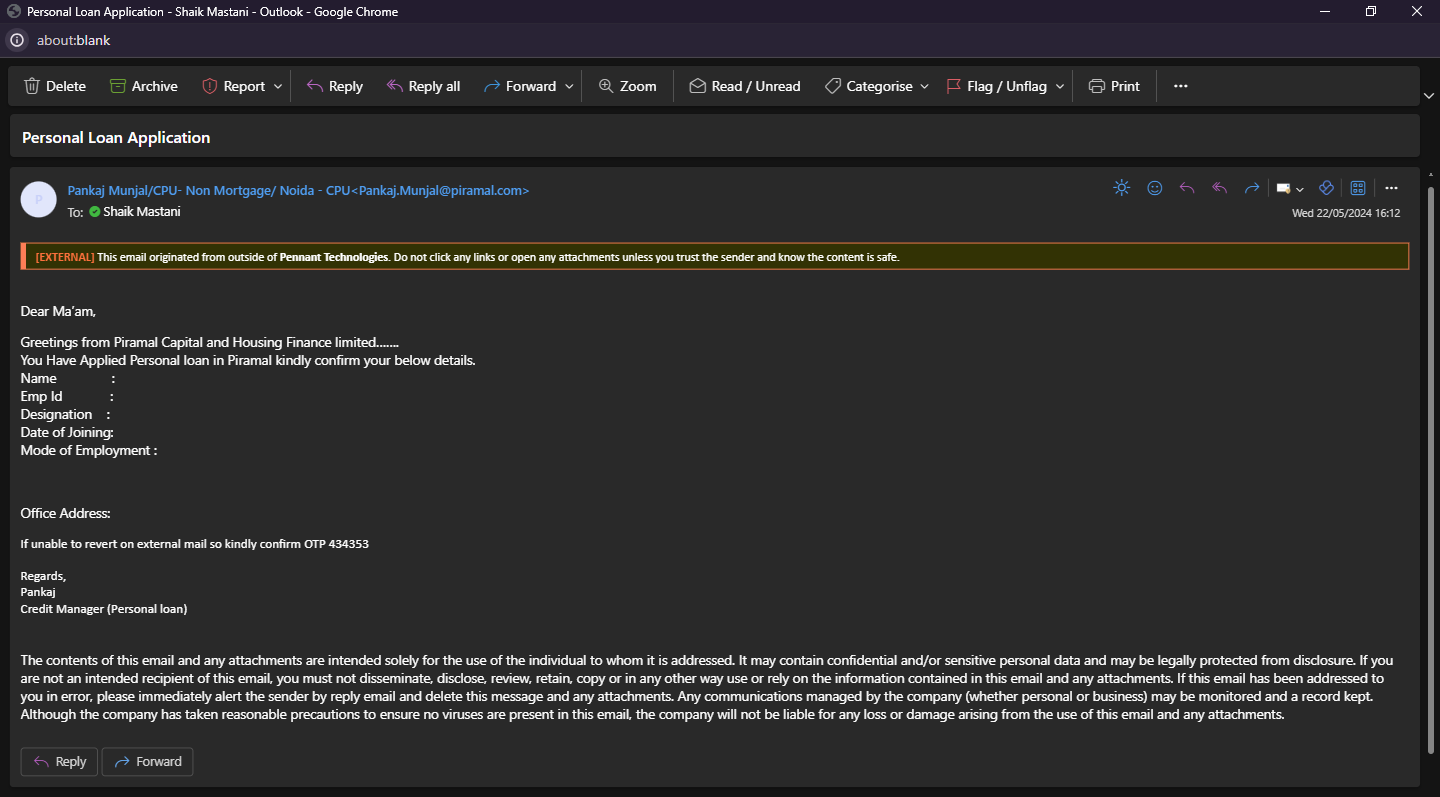 Personal Loan Application - Shaik Mastani - Outlook - Google Chrome
about:blank
Delete Archive Report Reply Reply all Forward Zoom Read / Unread Categorise Flag / Unflag Print ...
Personal Loan Application
P
Pankaj Munjal/CPU- Non Mortgage/ Noida - CPU<Pankaj.Munjal@piramal.com>
To: Shaik Mastani
Wed 22/05/2024 16:12
[EXTERNAL] This email originated from outside of Pennant Technologies. Do not click any links or open any attachments unless you trust the sender and know the content is safe.
Dear Ma'am,
Greetings from Piramal Capital and Housing Finance limited.......
You Have Applied Personal loan in Piramal kindly confirm your below details.
Name :
Emp Id :
Designation :
Date of Joining:
Mode of Employment :
Office Address:
If unable to revert on external mail so kindly confirm OTP 434353
Regards,
Pankaj
Credit Manager (Personal loan)
The contents of this email and any attachments are intended solely for the use of the individual to whom it is addressed. It may contain confidential and/or sensitive personal data and may be legally protected from disclosure. If you
are not an intended recipient of this email, you must not disseminate, disclose, review, retain, copy or in any other way use or rely on the information contained in this email and any attachments. If this email has been addressed to
you in error, please immediately alert the sender by reply email and delete this message and any attachments. Any communications managed by the company (whether personal or business) may be monitored and a record kept.
Although the company has taken reasonable precautions to ensure no viruses are present in this email, the company will not be liable for any loss or damage arising from the use of this email and any attachments.
Reply Forward